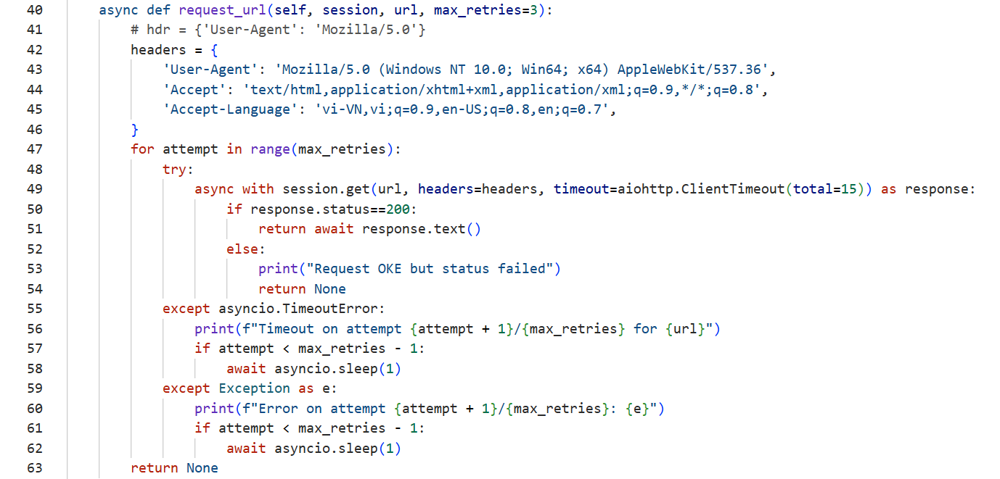 40 async def request_url(self, session, url, max_retries=3):
41 # hdr = {'User-Agent': 'Mozilla/5.0'}
42 headers = {
43 'User-Agent': 'Mozilla/5.0 (Windows NT 10.0; Win64; x64) AppleWebKit/537.36',
44 'Accept': 'text/html,application/xhtml+xml,application/xml;q=0.9,*/*;q=0.8',
45 'Accept-Language': 'vi-VN,vi;q=0.9,en-US;q=0.8,en;q=0.7',
46 }
47 for attempt in range(max_retries):
48 try:
49 async with session.get(url, headers=headers, timeout=aiohttp.ClientTimeout(total=15)) as response:
50 if response.status==200:
51 return await response.text()
52 else:
53 print("Request OKE but status failed")
54 return None
55 except asyncio.TimeoutError:
56 print(f"Timeout on attempt {attempt + 1}/{max_retries} for {url}")
57 if attempt < max_retries - 1:
58 await asyncio.sleep(1)
59 except Exception as e:
60 print(f"Error on attempt {attempt + 1}/{max_retries}: {e}")
61 if attempt < max_retries - 1:
62 await asyncio.sleep(1)
63 return None